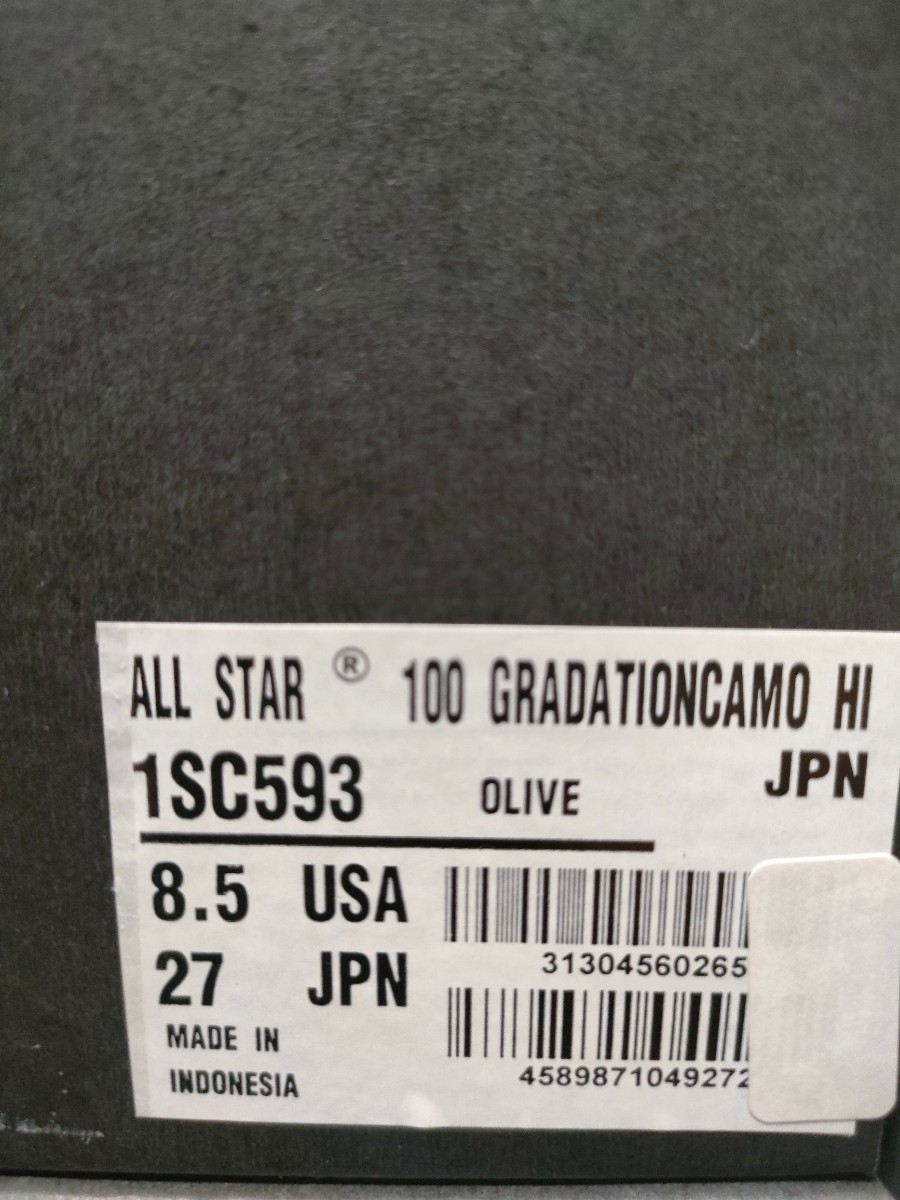 ALL STAR ® 100 GRADATIONCAMO HI
1SC593 OLIVE JPN
8.5 USA
27 JPN
MADE IN
INDONESIA
31304560265
4589871049272